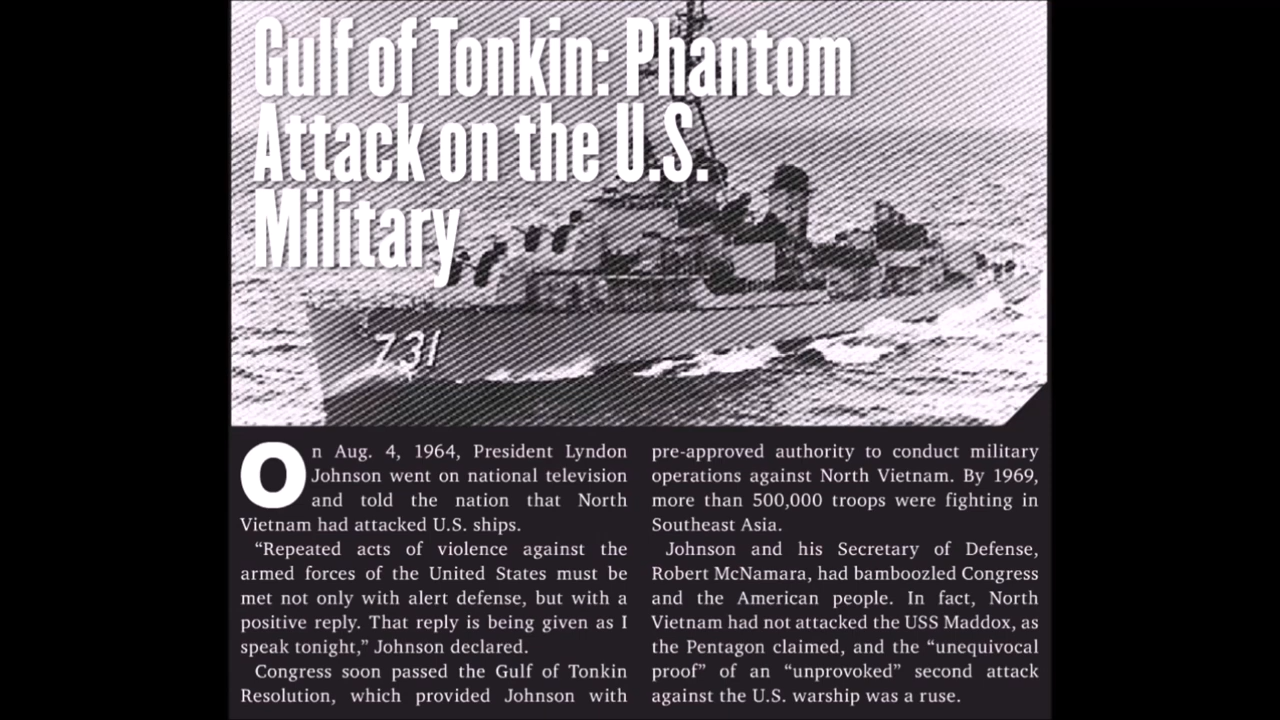 Gulf of Tonkin: Phantom
Attack on the U.S.
Military
731
On Aug. 4, 1964, President Lyndon
Johnson went on national television
and told the nation that North
Vietnam had attacked U.S. ships.
“Repeated acts of violence against the
armed forces of the United States must be
met not only with alert defense, but with a
positive reply. That reply is being given as I
speak tonight,” Johnson declared.
Congress soon passed the Gulf of Tonkin
Resolution, which provided Johnson with
pre-approved authority to conduct military
operations against North Vietnam. By 1969,
more than 500,000 troops were fighting in
Southeast Asia.
Johnson and his Secretary of Defense,
Robert McNamara, had bamboozled Congress
and the American people. In fact, North
Vietnam had not attacked the USS Maddox, as
the Pentagon claimed, and the “unequivocal
proof” of an “unprovoked” second attack
against the U.S. warship was a ruse.